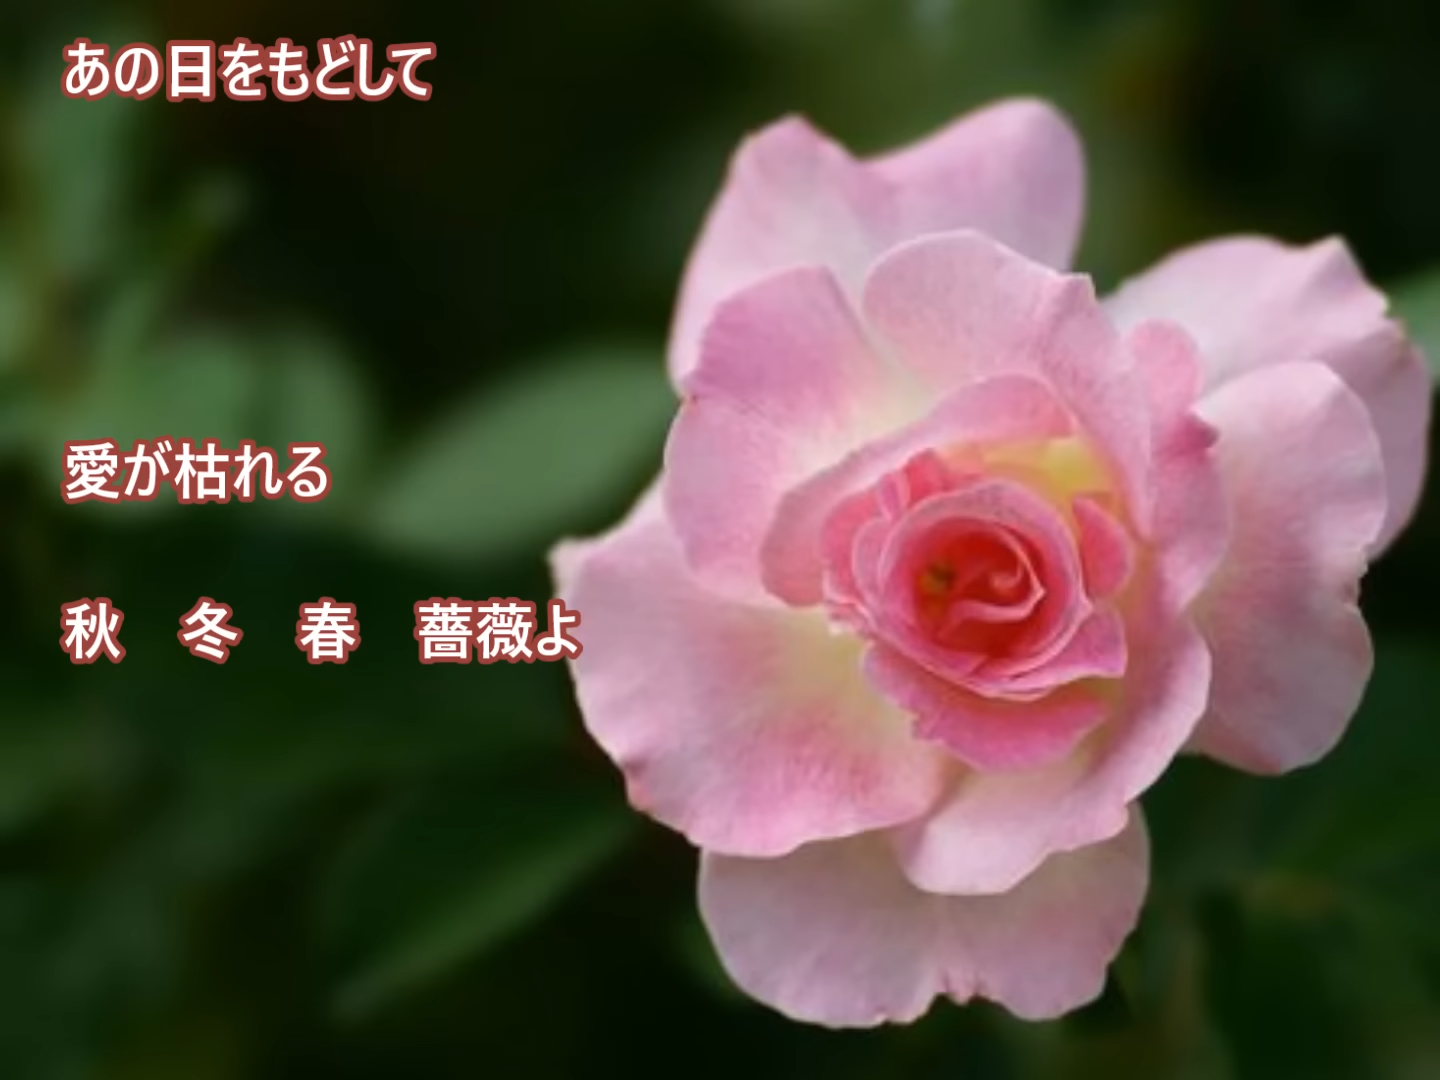 あの日をもどして
愛が枯れる
秋　冬　春　薔薇よ